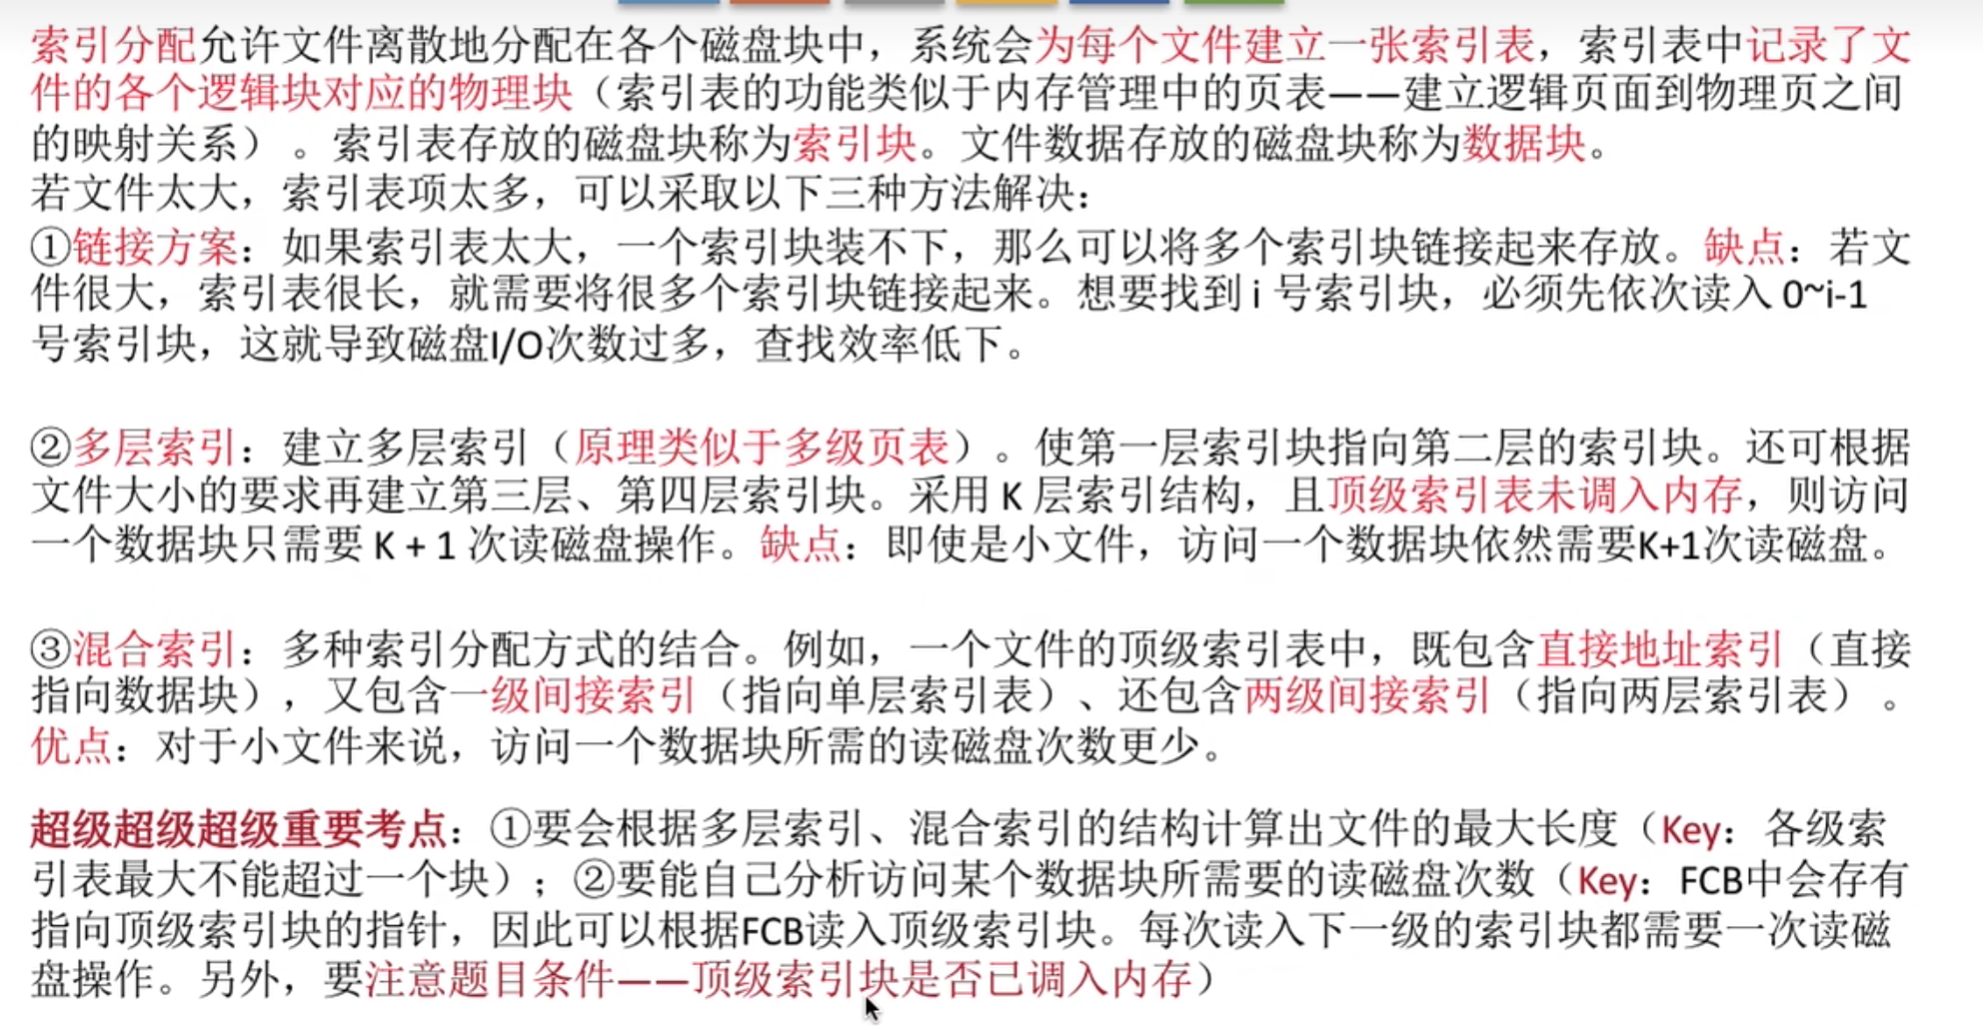 索引分配允许文件离散地分配在各个磁盘块中，系统会为每个文件建立一张索引表，索引表中记录了文
件的各个逻辑块对应的物理块（索引表的功能类似于内存管理中的页表——建立逻辑页面到物理页之间
的映射关系）。索引表存放的磁盘块称为索引块。文件数据存放的磁盘块称为数据块。
若文件太大，索引表项太多，可以采取以下三种方法解决：
①链接方案：如果索引表太大，一个索引块装不下，那么可以将多个索引块链接起来存放。缺点：若文
件很大，索引表很长，就需要将很多个索引块链接起来。想要找到 i 号索引块，必须先依次读入 0~i-1
号索引块，这就导致磁盘I/O次数过多，查找效率低下。
②多层索引：建立多层索引（原理类似于多级页表）。使第一层索引块指向第二层的索引块。还可根据
文件大小的要求再建立第三层、第四层索引块。采用 K 层索引结构，且顶级索引表未调入内存，则访问
一个数据块只需要 K + 1 次读磁盘操作。缺点：即使是小文件，访问一个数据块依然需要K+1次读磁盘。
③混合索引：多种索引分配方式的结合。例如，一个文件的顶级索引表中，既包含直接地址索引（直接
指向数据块），又包含一级间接索引（指向单层索引表）、还包含两级间接索引（指向两层索引表）。
优点：对于小文件来说，访问一个数据块所需的读磁盘次数更少。
超级超级超级重要考点：①要会根据多层索引、混合索引的结构计算出文件的最大长度（Key：各级索
引表最大不能超过一个块）；②要能自己分析访问某个数据块所需要的读磁盘次数（Key：FCB中会存有
指向顶级索引块的指针，因此可以根据FCB读入顶级索引块。每次读入下一级的索引块都需要一次读磁
盘操作。另外，要注意题目条件——顶级索引块是否已调入内存）